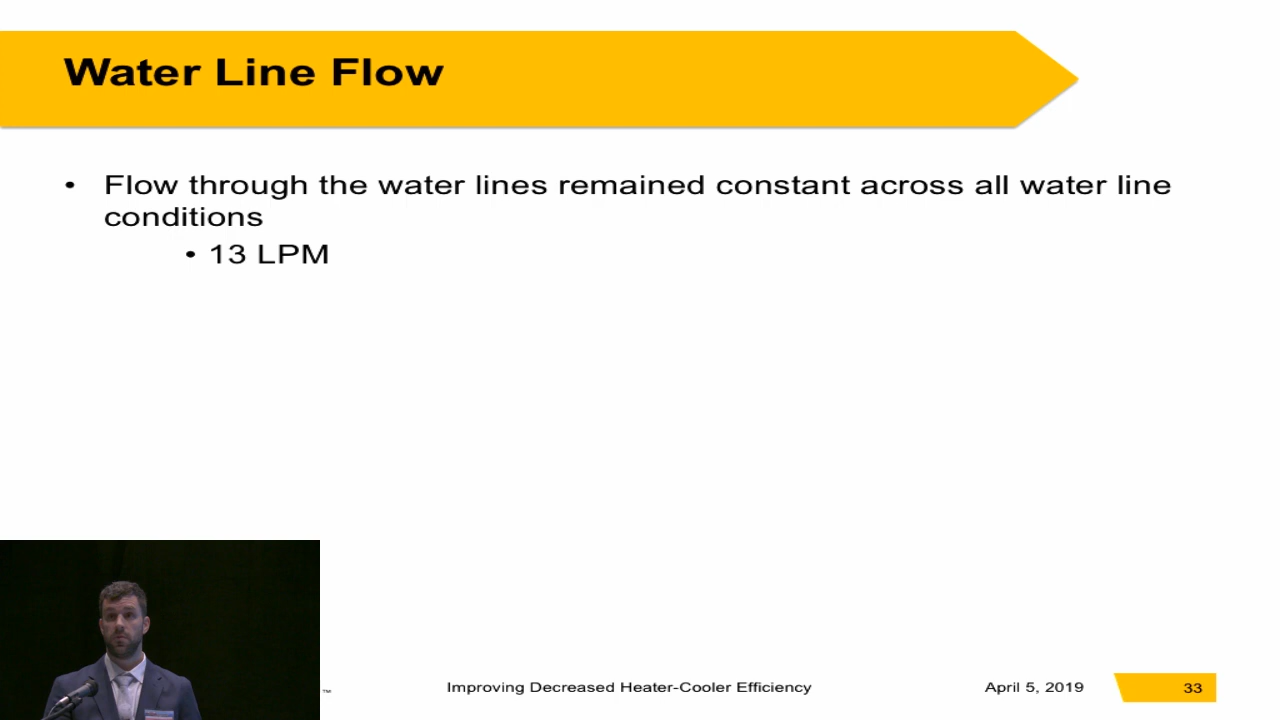 Water Line Flow
• Flow through the water lines remained constant across all water line
conditions
• 13 LPM
™
Improving Decreased Heater-Cooler Efficiency
April 5, 2019
33